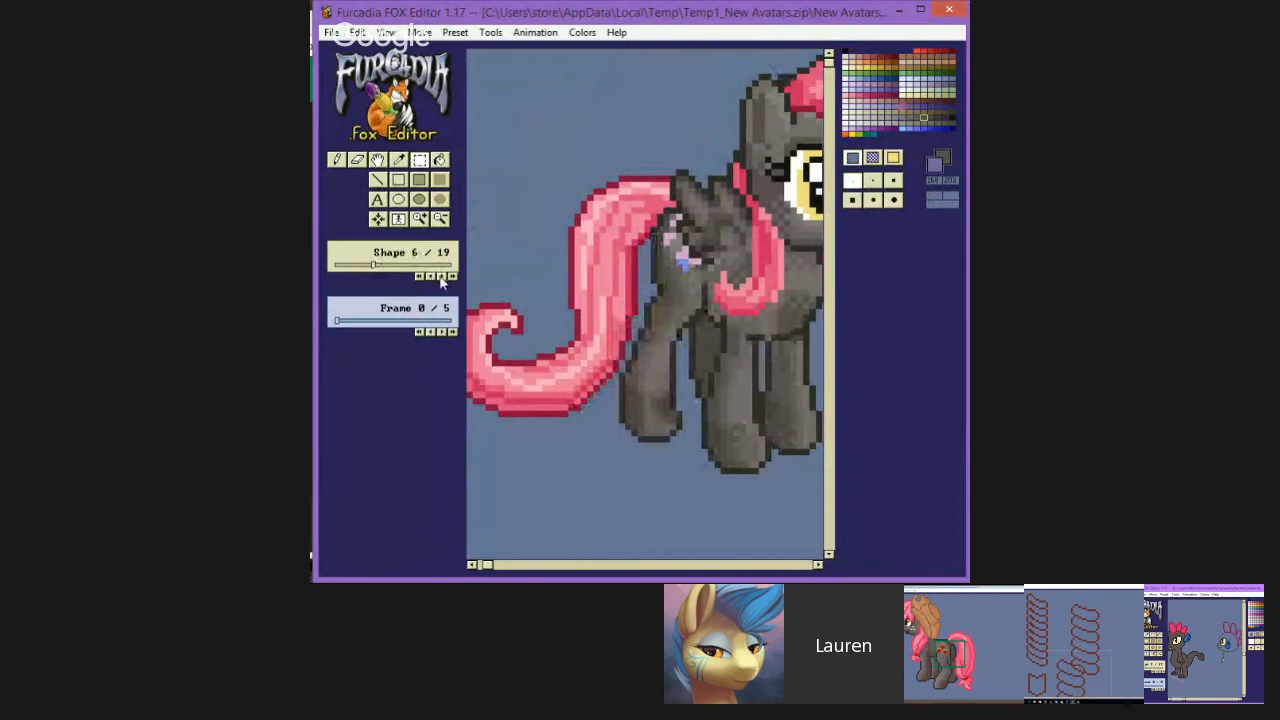 Furcadia FOX Editor 1.17 -- [C:\Users\store\AppData\Local\Temp\Temp1_New Avatars.zip\New Avatars...
File Edit View Move Preset Tools Animation Colors Help
Google
FURCADIA
.Fox Editor
A
Shape 6 / 19
Frame 0 / 5
Lauren